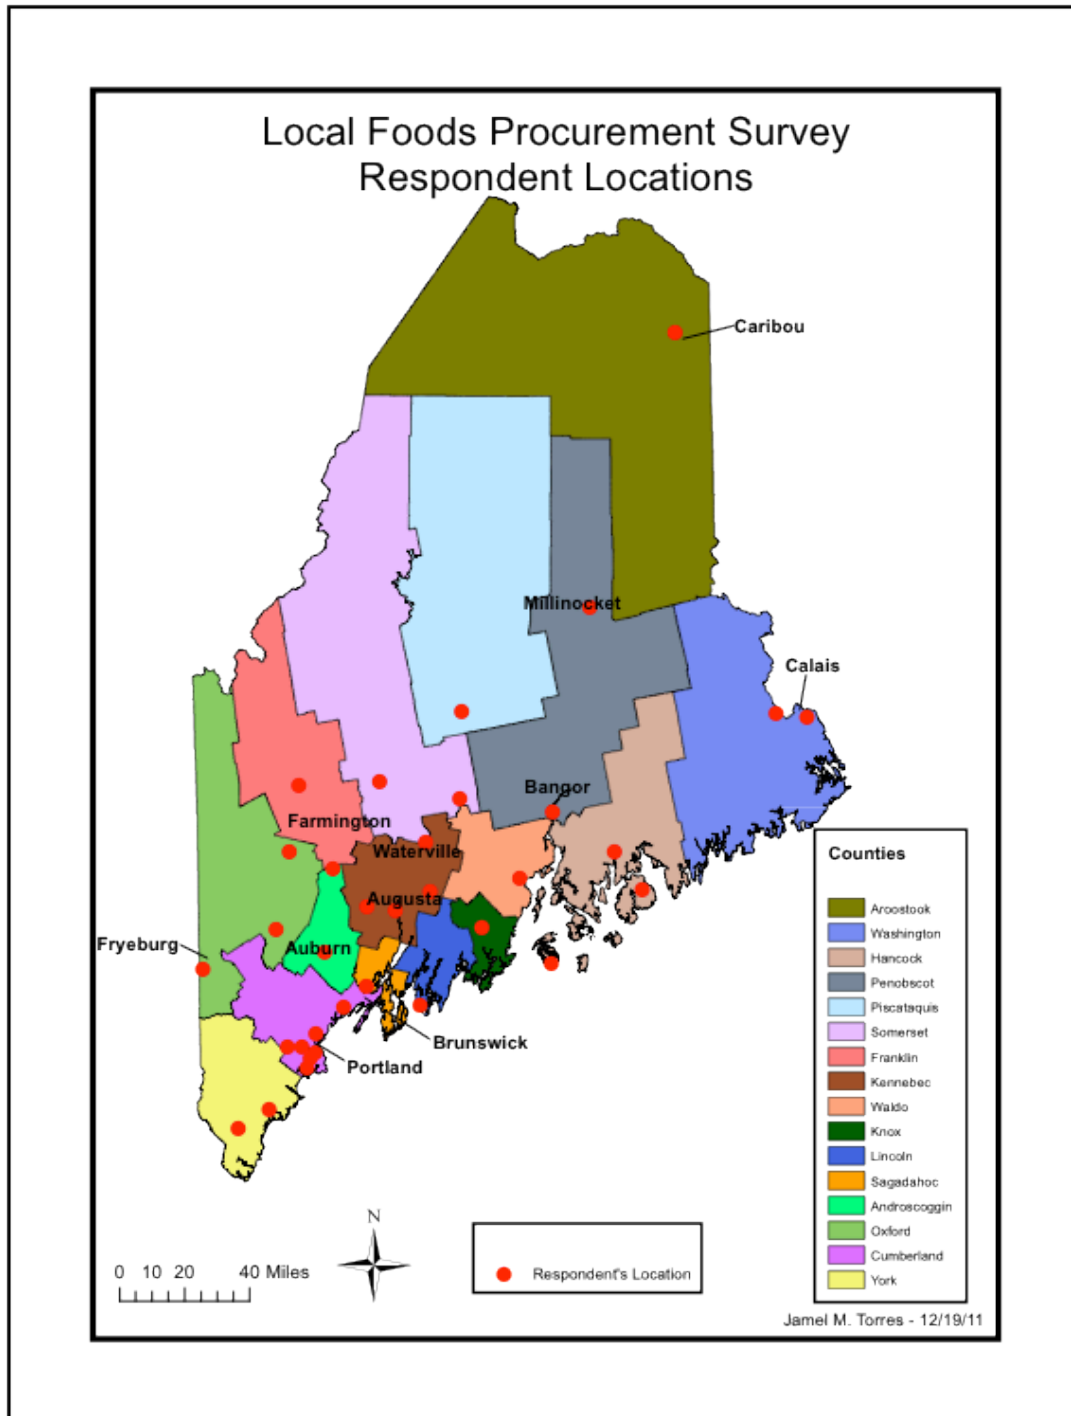 Local Foods Procurement Survey
Respondent Locations
Caribou
Millinocket
Calais
Bangor
Farmington
Waterville
Augusta
Fryeburg
Auburn
Brunswick
Portland
Counties
Aroostook
Washington
Hancock
Penobscot
Piscataquis
Somerset
Franklin
Kennebec
Waldo
Knox
Lincoln
Sagadahoc
Androscoggin
Oxford
Cumberland
York
N
0 10 20 40 Miles
Respondent's Location
Jamel M. Torres - 12/19/11